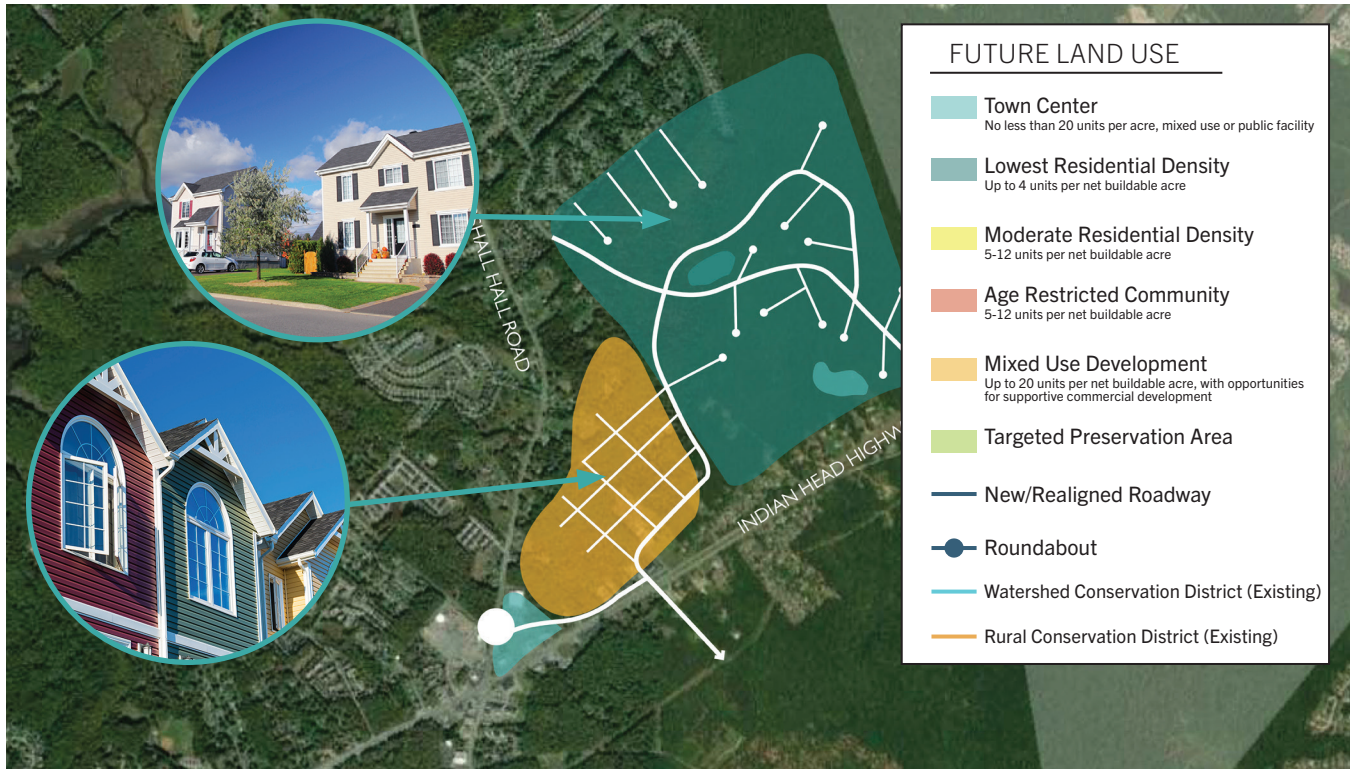 SHALL HALL ROAD
INDIAN HEAD HIGHW
FUTURE LAND USE
Town Center
No less than 20 units per acre, mixed use or public facility
Lowest Residential Density
Up to 4 units per net buildable acre
Moderate Residential Density
5-12 units per net buildable acre
Age Restricted Community
5-12 units per net buildable acre
Mixed Use Development
Up to 20 units per net buildable acre, with opportunities
for supportive commercial development
Targeted Preservation Area
New/Realigned Roadway
Roundabout
Watershed Conservation District (Existing)
Rural Conservation District (Existing)